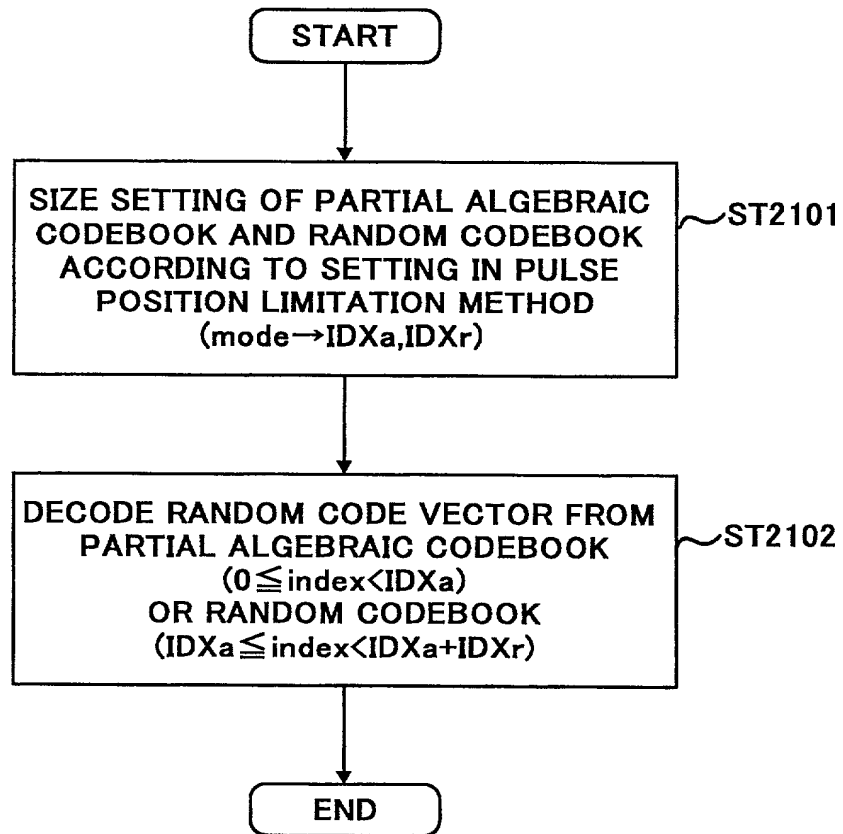 START
SIZE SETTING OF PARTIAL ALGEBRAIC
CODEBOOK AND RANDOM CODEBOOK
ACCORDING TO SETTING IN PULSE
POSITION LIMITATION METHOD
(mode→IDXa,IDXr)
ST2101
DECODE RANDOM CODE VECTOR FROM
PARTIAL ALGEBRAIC CODEBOOK
(0≦index<IDXa)
OR RANDOM CODEBOOK
(IDXa≦index<IDXa+IDXr)
ST2102
END